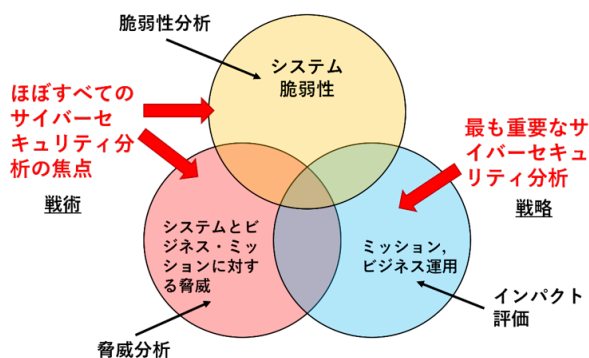 脆弱性分析
システム
脆弱性
ほぼすべての
サイバーセ
キュリティ分
析の焦点
戦術
最も重要なサ
イバーセキュ
リティ分析
戦略
システムとビ
ジネス・ミッ
ションに対す
る脅威
ミッション,
ビジネス運用
インパクト
評価
脅威分析